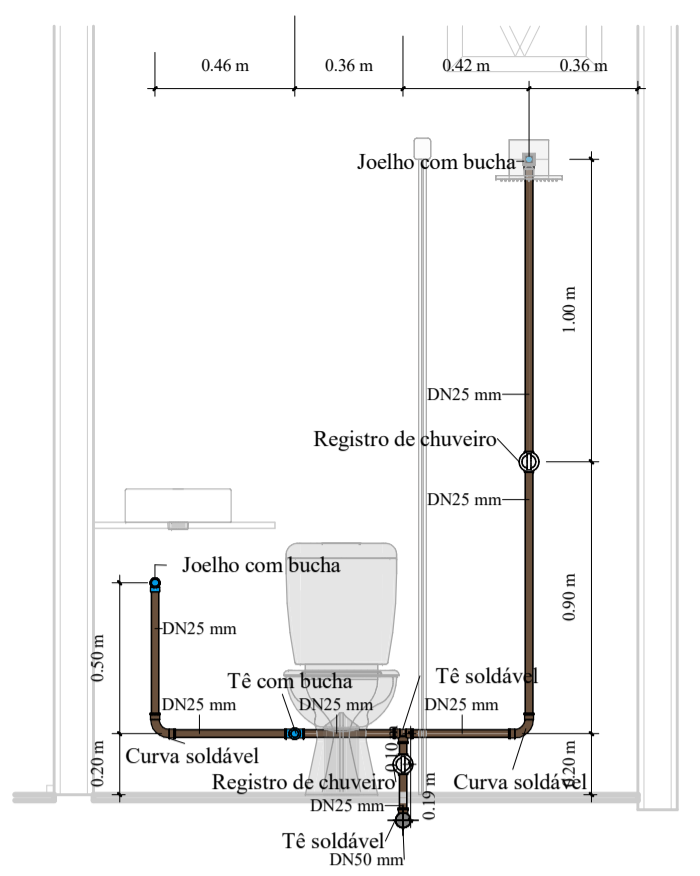 0.46 m
0.36 m
0.42 m
0.36 m
Joelho com bucha
1.00 m
DN25 mm
Registro de chuveiro
DN25 mm
Joelho com bucha
0.90 m
DN25 mm
0.50 m
Tê com bucha
Tê soldável
DN25 mm
DN25 mm
DN25 mm
Curva soldável
0.10
0.20 m
Registro de chuveiro
Curva soldável
0.20 m
DN25 mm
0.19 m
Tê soldável
DN50 mm